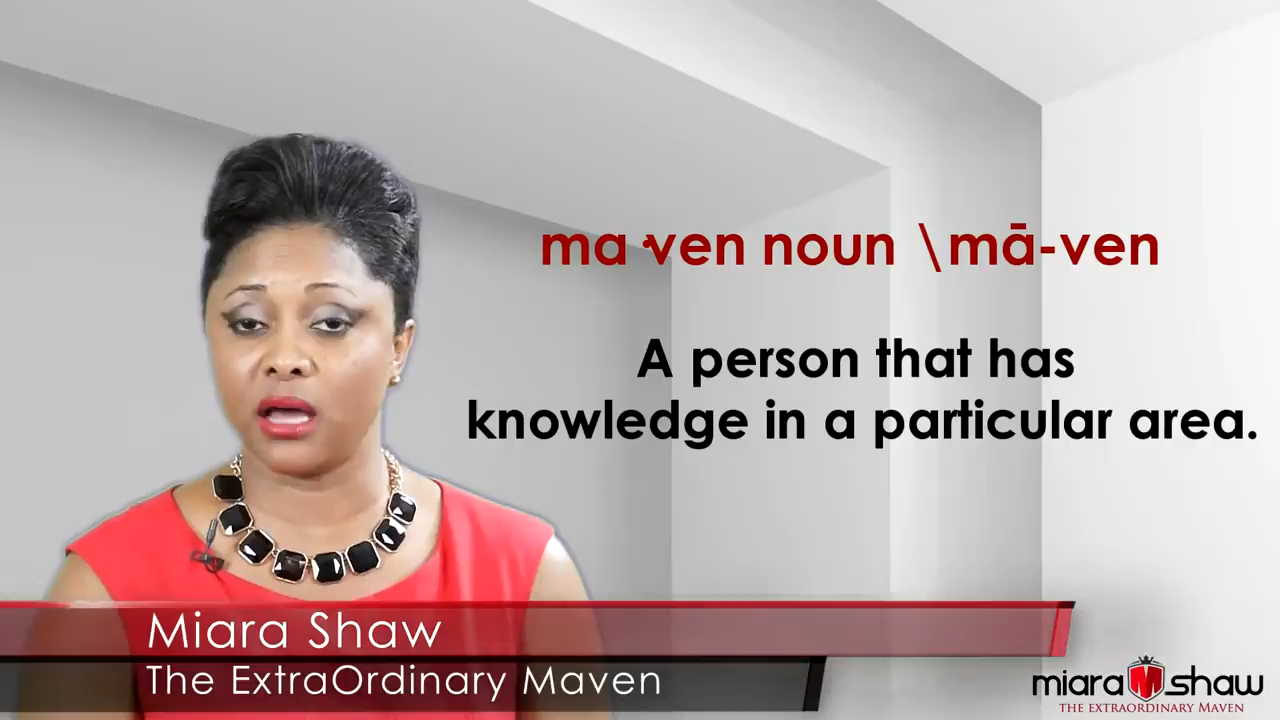 ma·ven noun \mā-ven
A person that has
knowledge in a particular area.
Miara Shaw
The ExtraOrdinary Maven
miara shaw
THE EXTRAORDINARY MAVEN